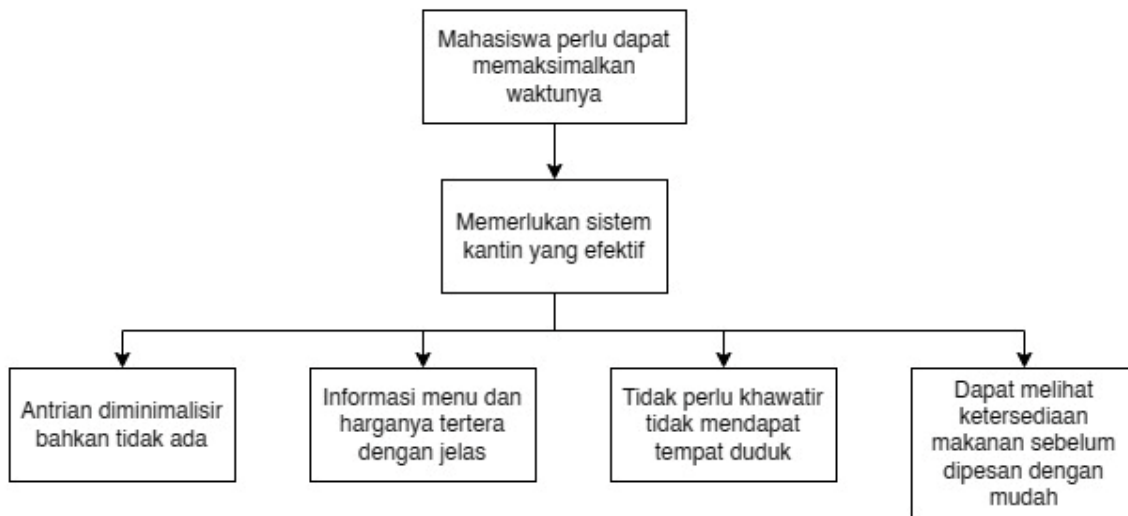 Mahasiswa perlu dapat
memaksimalkan
waktunya
Memerlukan sistem
kantin yang efektif
Antrian diminimalisir
bahkan tidak ada
Informasi menu dan
harganya tertera
dengan jelas
Tidak perlu khawatir
tidak mendapat
tempat duduk
Dapat melihat
ketersediaan
makanan sebelum
dipesan dengan
mudah